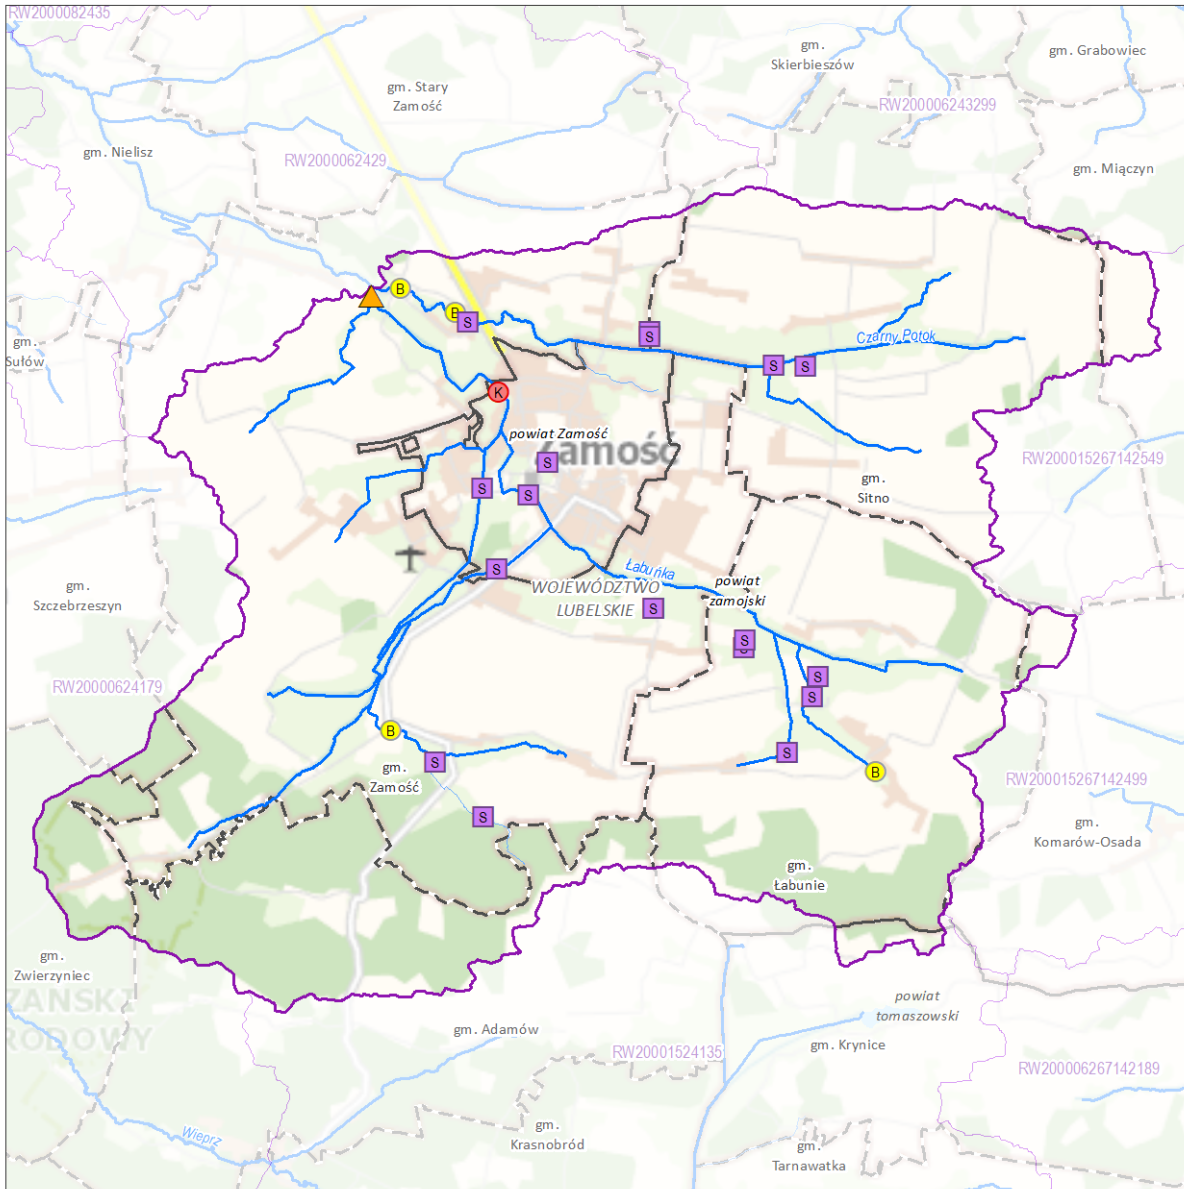 RW2000082435
gm.
Skierbieszów
gm. Grabowiec
gm. Stary
Zamość
RW200006243299
gm. Nielisz
RW2000062429
gm. Miączyn
B
B
S
S
Czarny Potok
gm.
Sułów
S
S
K
powiat Zamość
Zamość
S
RW200015267142549
S
S
gm.
Sitno
S
Łabuńka
WOJEWÓDZTWO
LUBELSKIE
powiat
zamojski
gm.
Szczebrzeszyn
S
S
S
S
S
RW20000624179
B
S
S
B
gm.
Zamość
RW200015267142499
S
gm.
Komarów-Osada
gm.
Łabunie
gm.
Zwierzyniec
ZAŃSKI
RODOWY
powiat
tomaszowski
gm. Adamów
gm. Krynice
RW20001524135
RW200006267142189
Wieprz
gm.
Krasnobród
gm.
Tarnawatka